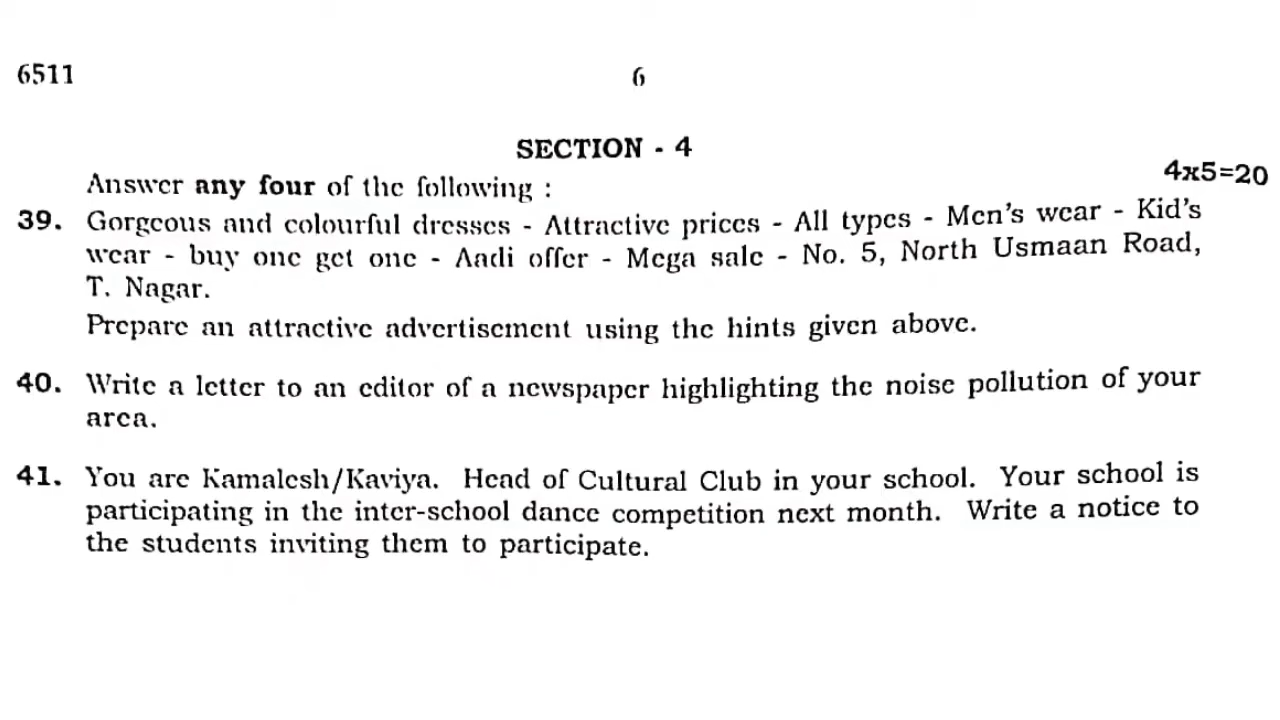 6511
6
SECTION - 4
4x5=20
Answer any four of the following :
39. Gorgeous and colourful dresses - Attractive prices - All types - Men's wear - Kid's
wear - buy one get one - Aadi offer - Mega sale - No. 5, North Usmaan Road,
T. Nagar.
Prepare an attractive advertisement using the hints given above.
40. Write a letter to an editor of a newspaper highlighting the noise pollution of your
area.
41. You are Kamalesh/Kaviya. Head of Cultural Club in your school. Your school is
participating in the inter-school dance competition next month. Write a notice to
the students inviting them to participate.